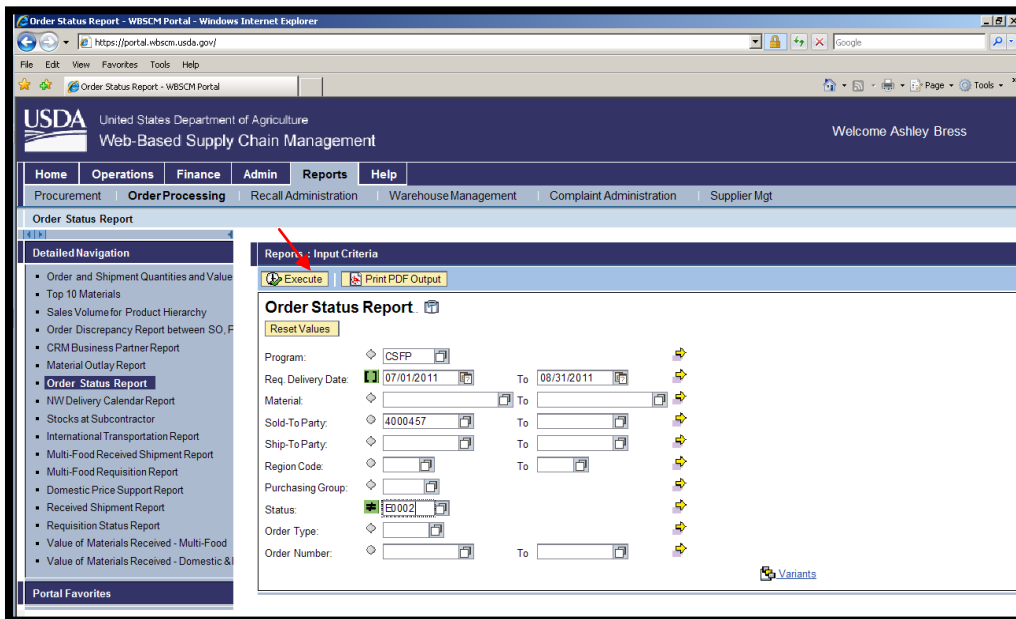 Order Status Report - WBSCM Portal - Windows Internet Explorer
https://portal.wbscm.usda.gov/
Google
File Edit View Favorites Tools Help
Order Status Report - WBSCM Portal
Page Tools
USDA United States Department of Agriculture
Web-Based Supply Chain Management
Welcome Ashley Bress
Home Operations Finance Admin Reports Help
Procurement Order Processing Recall Administration Warehouse Management Complaint Administration Supplier Mgt
Order Status Report
Detailed Navigation
Order and Shipment Quantities and Value
Top 10 Materials
Sales Volume for Product Hierarchy
Order Discrepancy Report between SO, P
CRM Business Partner Report
Material Outlay Report
Order Status Report
NW Delivery Calendar Report
Stocks at Subcontractor
International Transportation Report
Multi-Food Received Shipment Report
Multi-Food Requisition Report
Domestic Price Support Report
Received Shipment Report
Requisition Status Report
Value of Materials Received - Multi-Food
Value of Materials Received - Domestic &
Portal Favorites
Reports : Input Criteria
Execute Print PDF Output
Order Status Report
Reset Values
Program: CSFP
Req. Delivery Date: 07/01/2011 To 08/31/2011
Material: To
Sold-To Party: 4000457 To
Ship-To Party: To
Region Code: To
Purchasing Group:
Status: E0002
Order Type:
Order Number: To
Variants